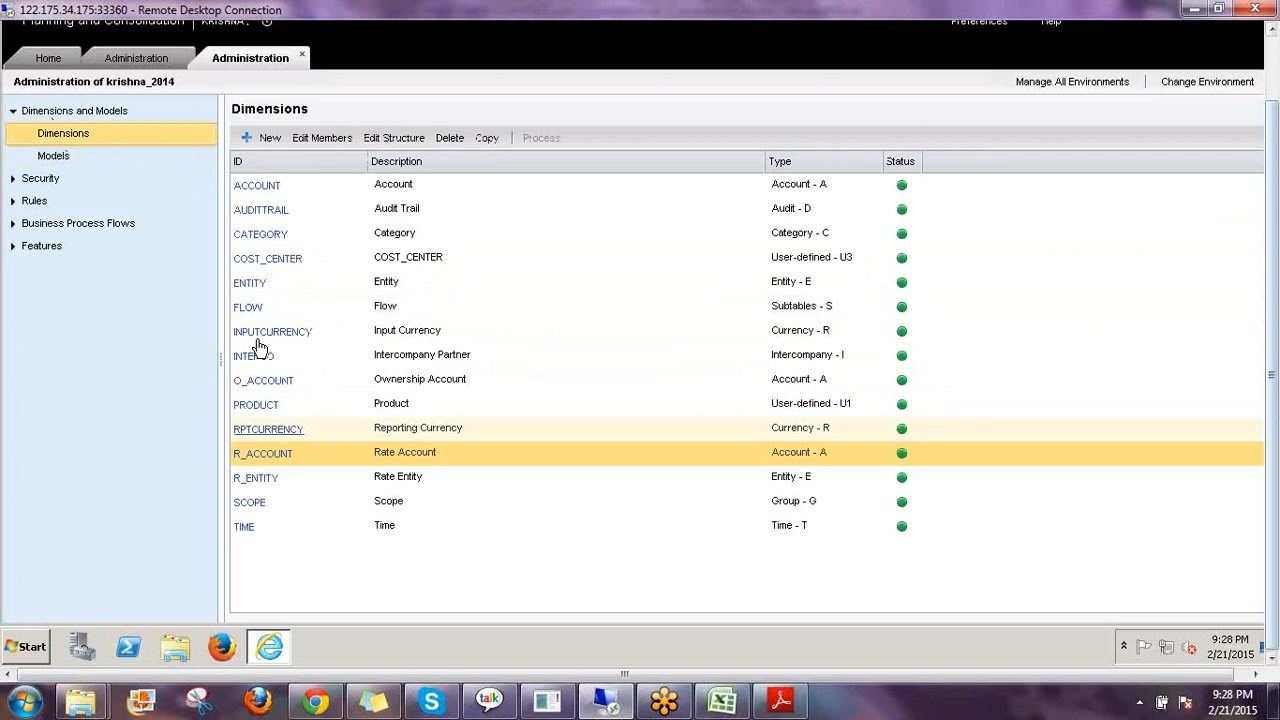 122.175.34.175:33360 - Remote Desktop Connection
Planning and Consolidation | KRISHNA
Preferences Help
Home Administration Administration
Administration of krishna_2014 Manage All Environments Change Environment
Dimensions and Models
Dimensions
Models
Security
Rules
Business Process Flows
Features
Dimensions
New Edit Members Edit Structure Delete Copy Process
ID Description Type Status
ACCOUNT Account Account - A
AUDITTRAIL Audit Trail Audit - D
CATEGORY Category Category - C
COST_CENTER COST_CENTER User-defined - U3
ENTITY Entity Entity - E
FLOW Flow Subtables - S
INPUTCURRENCY Input Currency Currency - R
Intercompany Partner Intercompany - I
O_ACCOUNT Ownership Account Account - A
PRODUCT Product User-defined - U1
RPTCURRENCY Reporting Currency Currency - R
R_ACCOUNT Rate Account Account - A
R_ENTITY Rate Entity Entity - E
SCOPE Scope Group - G
TIME Time Time - T
Start
9:28 PM
2/21/2015
talk
9:28 PM
2/21/2015